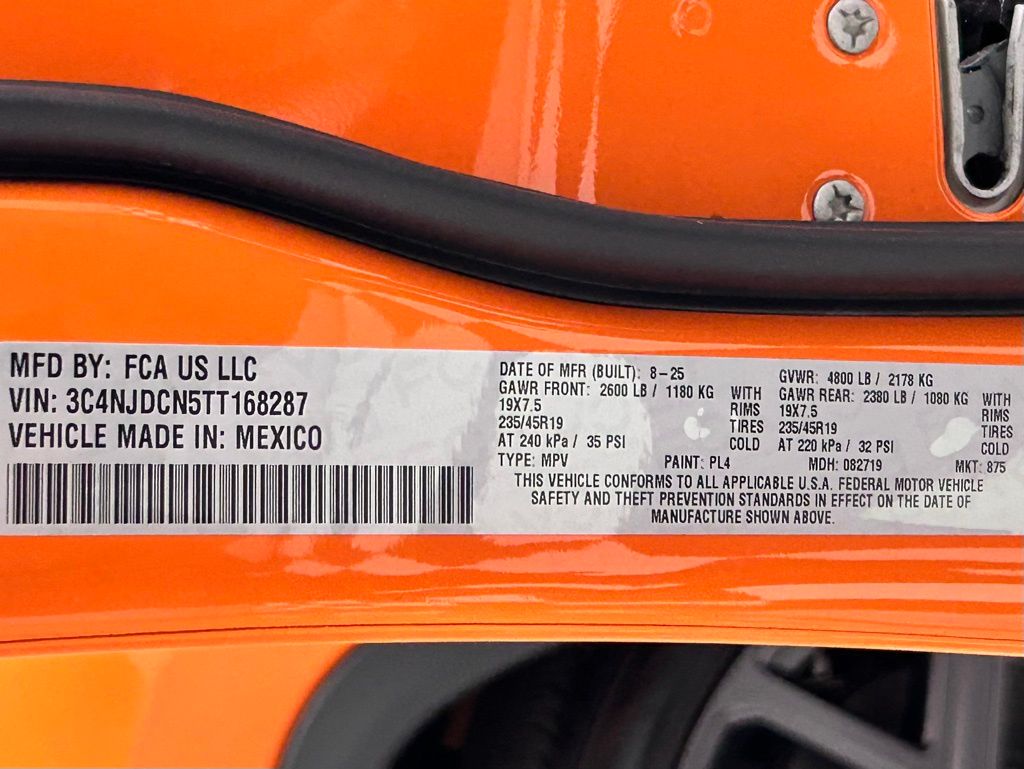 MFD BY: FCA US LLC
VIN: 3C4NJDCN5TT168287
VEHICLE MADE IN: MEXICO
DATE OF MFR (BUILT): 8-25
GAWR FRONT: 2600 LB / 1180 KG
19X7.5
235/45R19
AT 240 kPa / 35 PSI
WITH
RIMS
TIRES
COLD
GVWR: 4800 LB / 2178 KG
GAWR REAR: 2380 LB / 1080 KG
19X7.5
235/45R19
AT 220 kPa / 32 PSI
WITH
RIMS
TIRES
COLD
TYPE: MPV PAINT: PL4 MDH: 082719 MKT: 875
THIS VEHICLE CONFORMS TO ALL APPLICABLE U.S.A. FEDERAL MOTOR VEHICLE
SAFETY AND THEFT PREVENTION STANDARDS IN EFFECT ON THE DATE OF
MANUFACTURE SHOWN ABOVE.